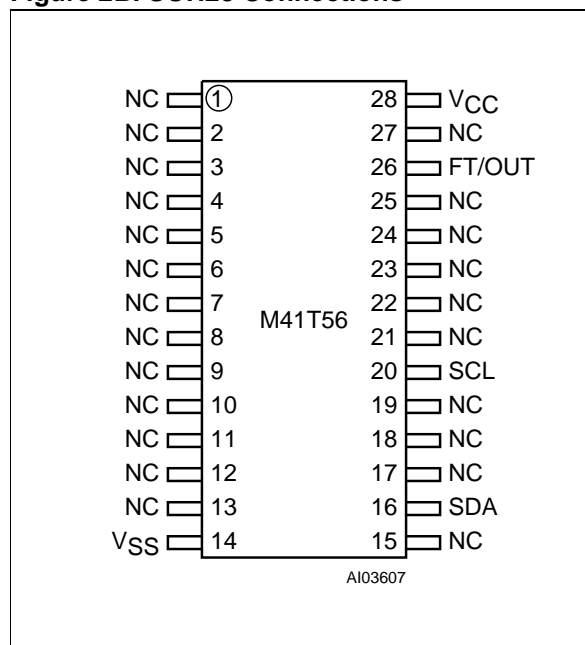 Figure 2B. SOH28 Connections
NC 1 28 VCC
NC 2 27 NC
NC 3 26 FT/OUT
NC 4 25 NC
NC 5 24 NC
NC 6 23 NC
NC 7 22 NC
M41T56
NC 8 21 NC
NC 9 20 SCL
NC 10 19 NC
NC 11 18 NC
NC 12 17 NC
NC 13 16 SDA
VSS 14 15 NC
AI03607